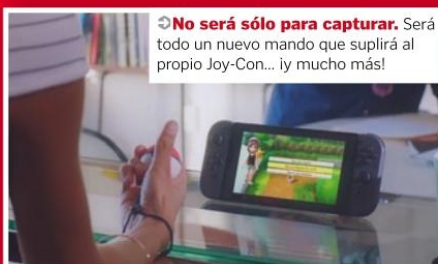 No será sólo para capturar. Será
todo un nuevo mando que suplirá al
propio Joy-Con... ¡y mucho más!